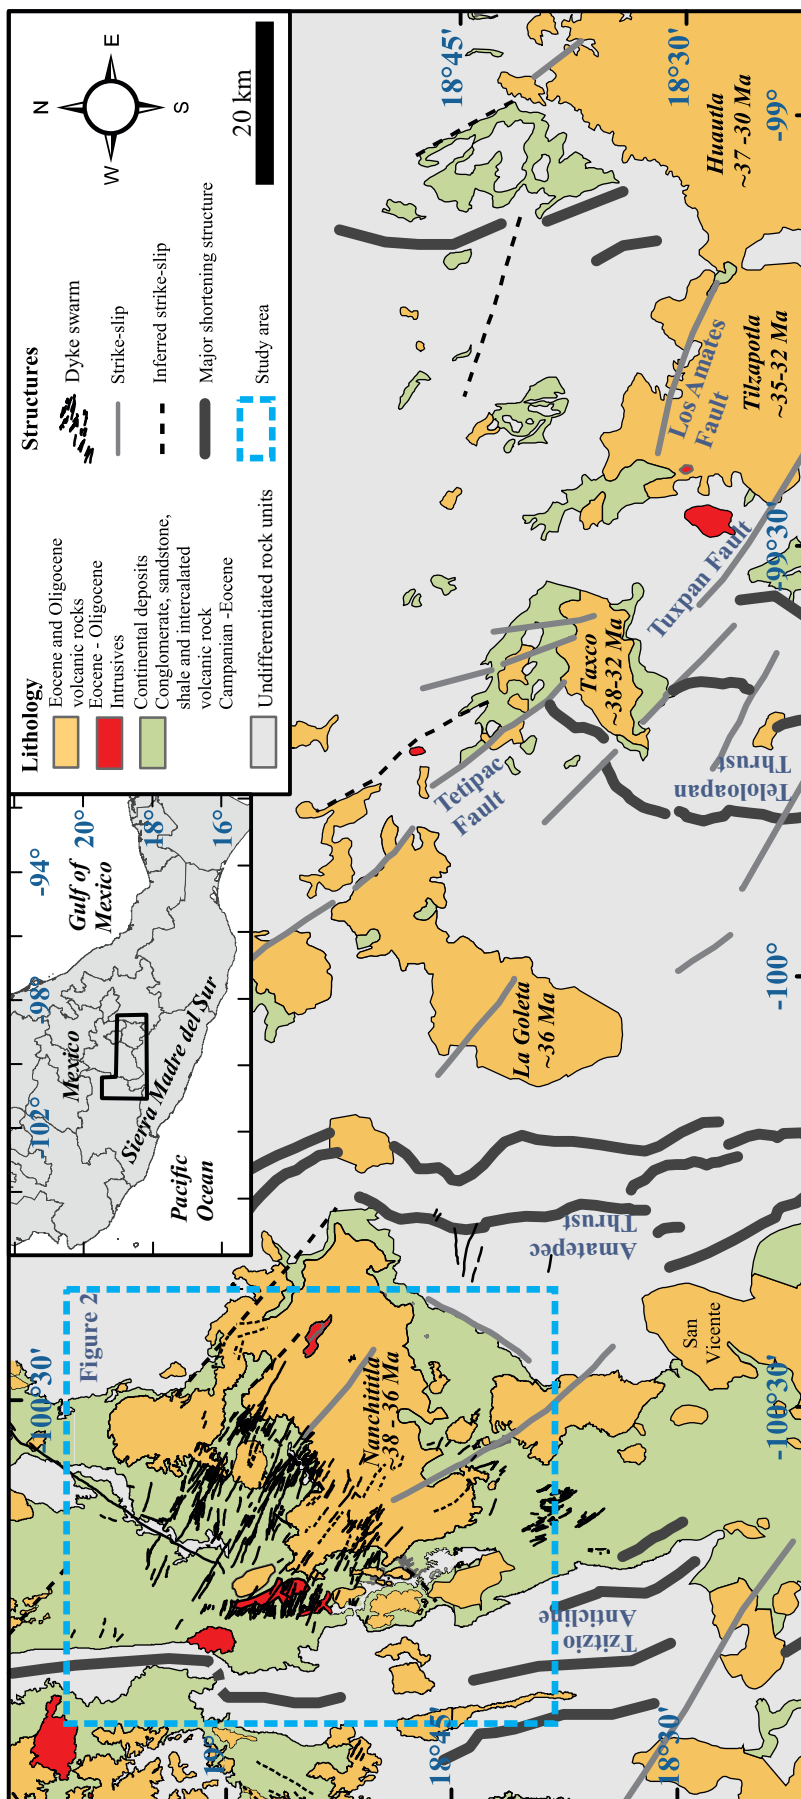 -102°
-98°
-94°
20°
18°
16°
Mexico
Gulf of
Mexico
Sierra Madre del Sur
Pacific
Ocean
Lithology
Eocene and Oligocene
volcanic rocks
Eocene - Oligocene
Intrusives
Continental deposits
Conglomerate, sandstone,
shale and intercalated
volcanic rock
Campanian -Eocene
Undifferentiated rock units
Structures
Dyke swarm
Strike-slip
Inferred strike-slip
Major shortening structure
Study area
N
E
S
W
20 km
-100°30'
Figure 2
19°
18°45'
18°30'
Nanchititla
~38 - 36 Ma
Tzitzio
Anticline
San
Vicente
-100°30'
Amatepec
Thrust
La Goleta
~36 Ma
-100°
Tetipac
Fault
Teloloapan
Thrust
Taxco
~38-32 Ma
Tuxpan Fault
-99°30'
Los Amates
Fault
Tilzapotla
~35-32 Ma
Huautla
~37 -30 Ma
18°45'
18°30'
-99°